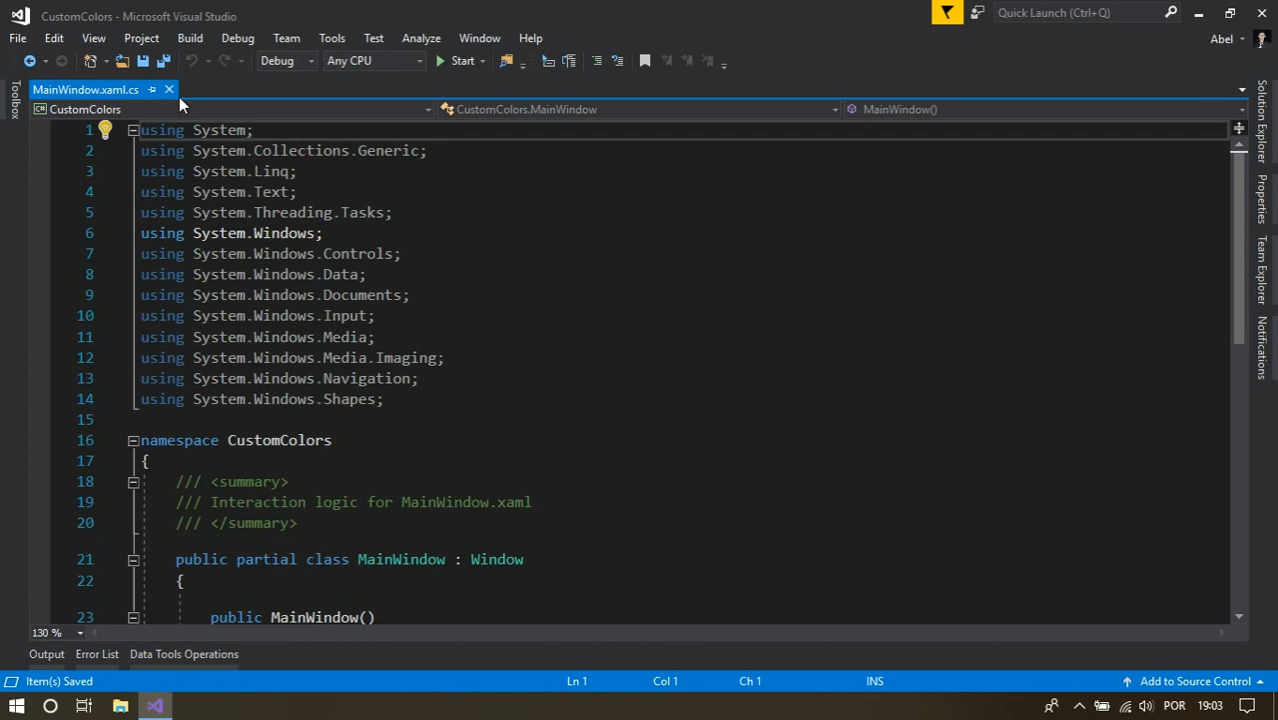 CustomColors - Microsoft Visual Studio
Quick Launch (Ctrl+Q)
File Edit View Project Build Debug Team Tools Test Analyze Window Help
Abel
Debug Any CPU Start
MainWindow.xaml.cs
CustomColors CustomColors.MainWindow MainWindow()
Toolbox
Solution Explorer
Properties
Team Explorer
Notifications
1 using System;
2 using System.Collections.Generic;
3 using System.Linq;
4 using System.Text;
5 using System.Threading.Tasks;
6 using System.Windows;
7 using System.Windows.Controls;
8 using System.Windows.Data;
9 using System.Windows.Documents;
10 using System.Windows.Input;
11 using System.Windows.Media;
12 using System.Windows.Media.Imaging;
13 using System.Windows.Navigation;
14 using System.Windows.Shapes;
15
16 namespace CustomColors
17 {
18 /// <summary>
19 /// Interaction logic for MainWindow.xaml
20 /// </summary>
21 public partial class MainWindow : Window
22 {
23 public MainWindow()
130 %
Output Error List Data Tools Operations
Item(s) Saved Ln 1 Col 1 Ch 1 INS Add to Source Control
POR 19:03